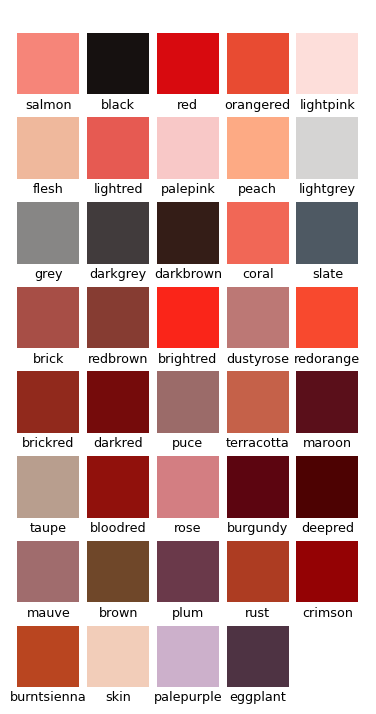 salmon black red orangered lightpink
flesh lightred palepink peach lightgrey
grey darkgrey darkbrown coral slate
brick redbrown brightred dustyrose redorange
brickred darkred puce terracotta maroon
taupe bloodred rose burgundy deepred
mauve brown plum rust crimson
burntsienna skin palepurple eggplant